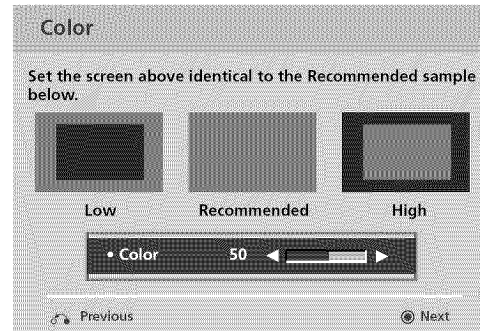 Color
Set the screen above identical to the Recommended sample
below.
Low Recommended High
• Color 50
Previous Next